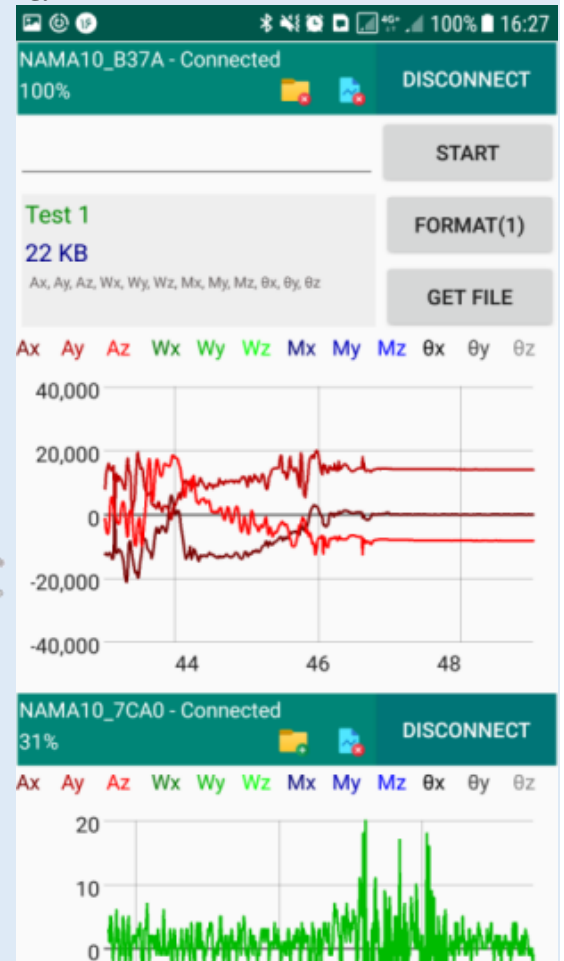 100% 16:27
NAMA10_B37A - Connected
100%
DISCONNECT
START
Test 1
22 KB
Ax, Ay, Az, Wx, Wy, Wz, Mx, My, Mz, θx, θy, θz
FORMAT(1)
GET FILE
Ax Ay Az Wx Wy Wz Mx My Mz θx θy θz
40,000
20,000
0
-20,000
-40,000
44 46 48
NAMA10_7CA0 - Connected
31%
DISCONNECT
Ax Ay Az Wx Wy Wz Mx My Mz θx θy θz
20
10
0